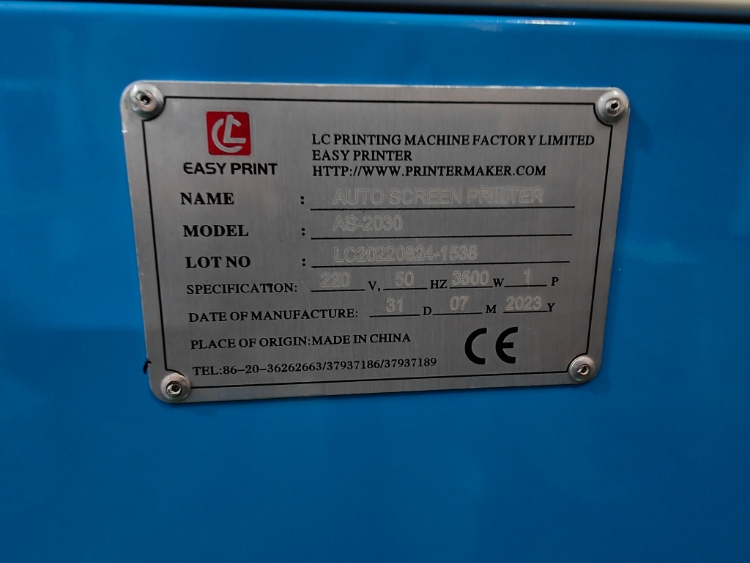 LC
EASY PRINT
LC PRINTING MACHINE FACTORY LIMITED
EASY PRINTER
HTTP://WWW.PRINTERMAKER.COM
NAME : AUTO SCREEN PRINTER
MODEL : AS-2030
LOT NO : LC20220824-1538
SPECIFICATION: 220 V, 50 HZ 3500 W 1 P
DATE OF MANUFACTURE: 31 D 07 M 2023 Y
PLACE OF ORIGIN:MADE IN CHINA
CE
TEL:86-20-36262663/37937186/37937189